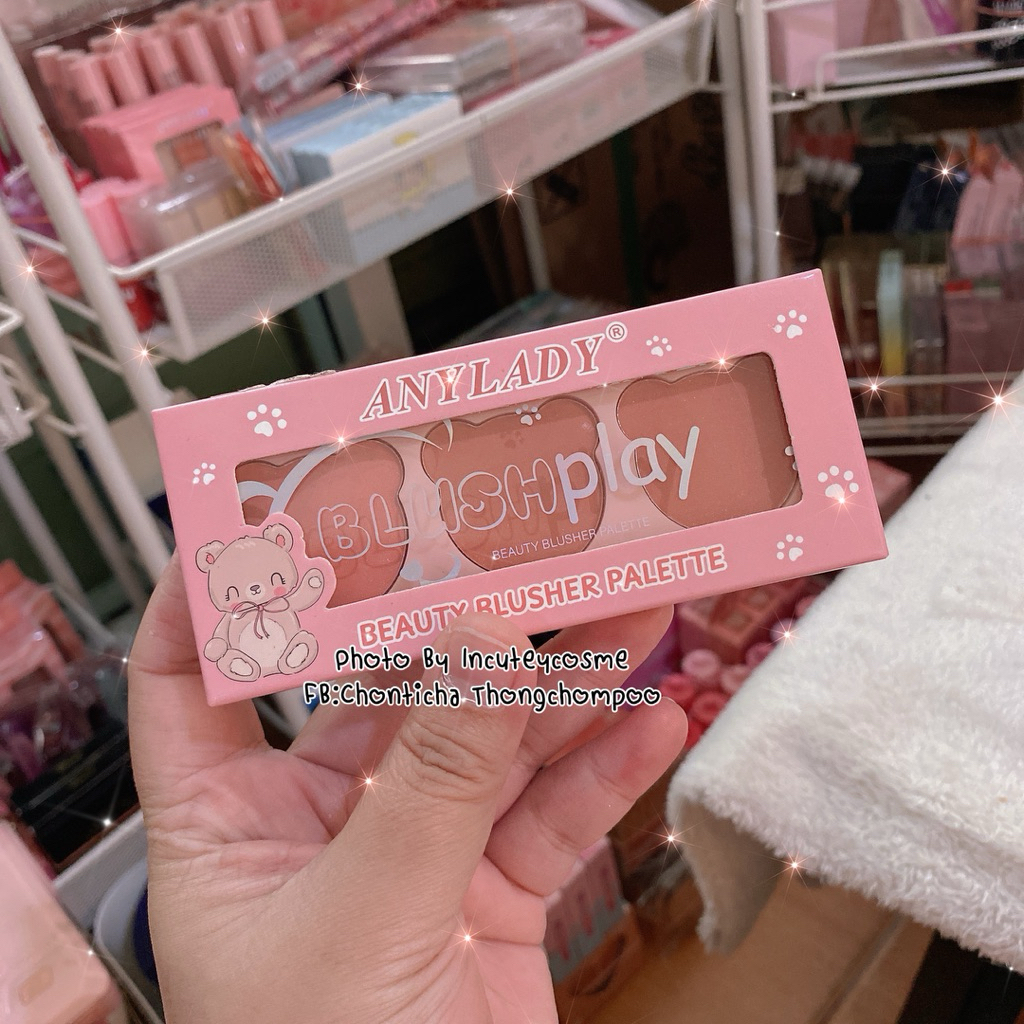 ANYLADY®
BLUSHplay
BEAUTY BLUSHER PALETTE
BEAUTY BLUSHER PALETTE
Photo By Incuteycosme
FB:Chonticha Thongchompoo